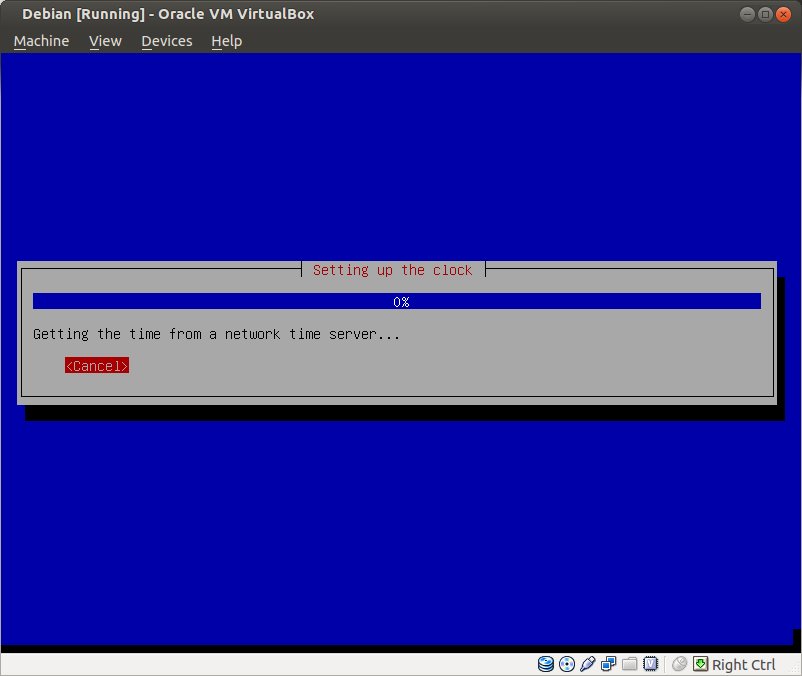 Debian [Running] - Oracle VM VirtualBox
Machine View Devices Help
Setting up the clock
0%
Getting the time from a network time server...
<Cancel>
Right Ctrl